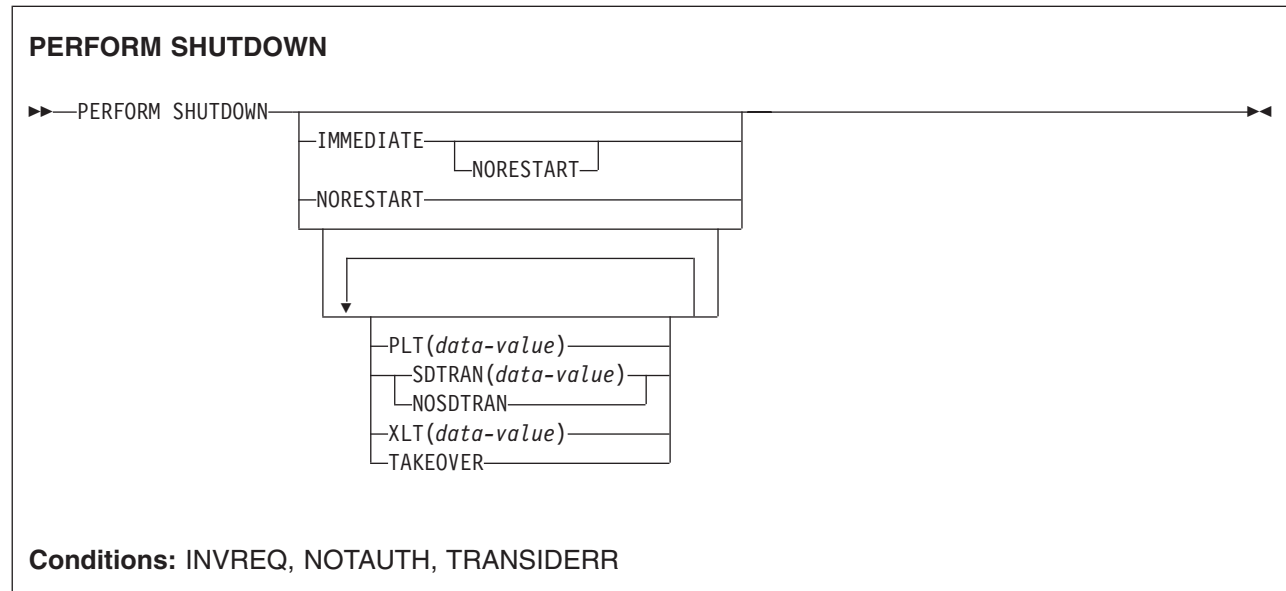 PERFORM SHUTDOWN
PERFORM SHUTDOWN
IMMEDIATE
NORESTART
NORESTART
PLT(data-value)
SDTRAN(data-value)
NOSDTRAN
XLT(data-value)
TAKEOVER
Conditions: INVREQ, NOTAUTH, TRANSIDERR